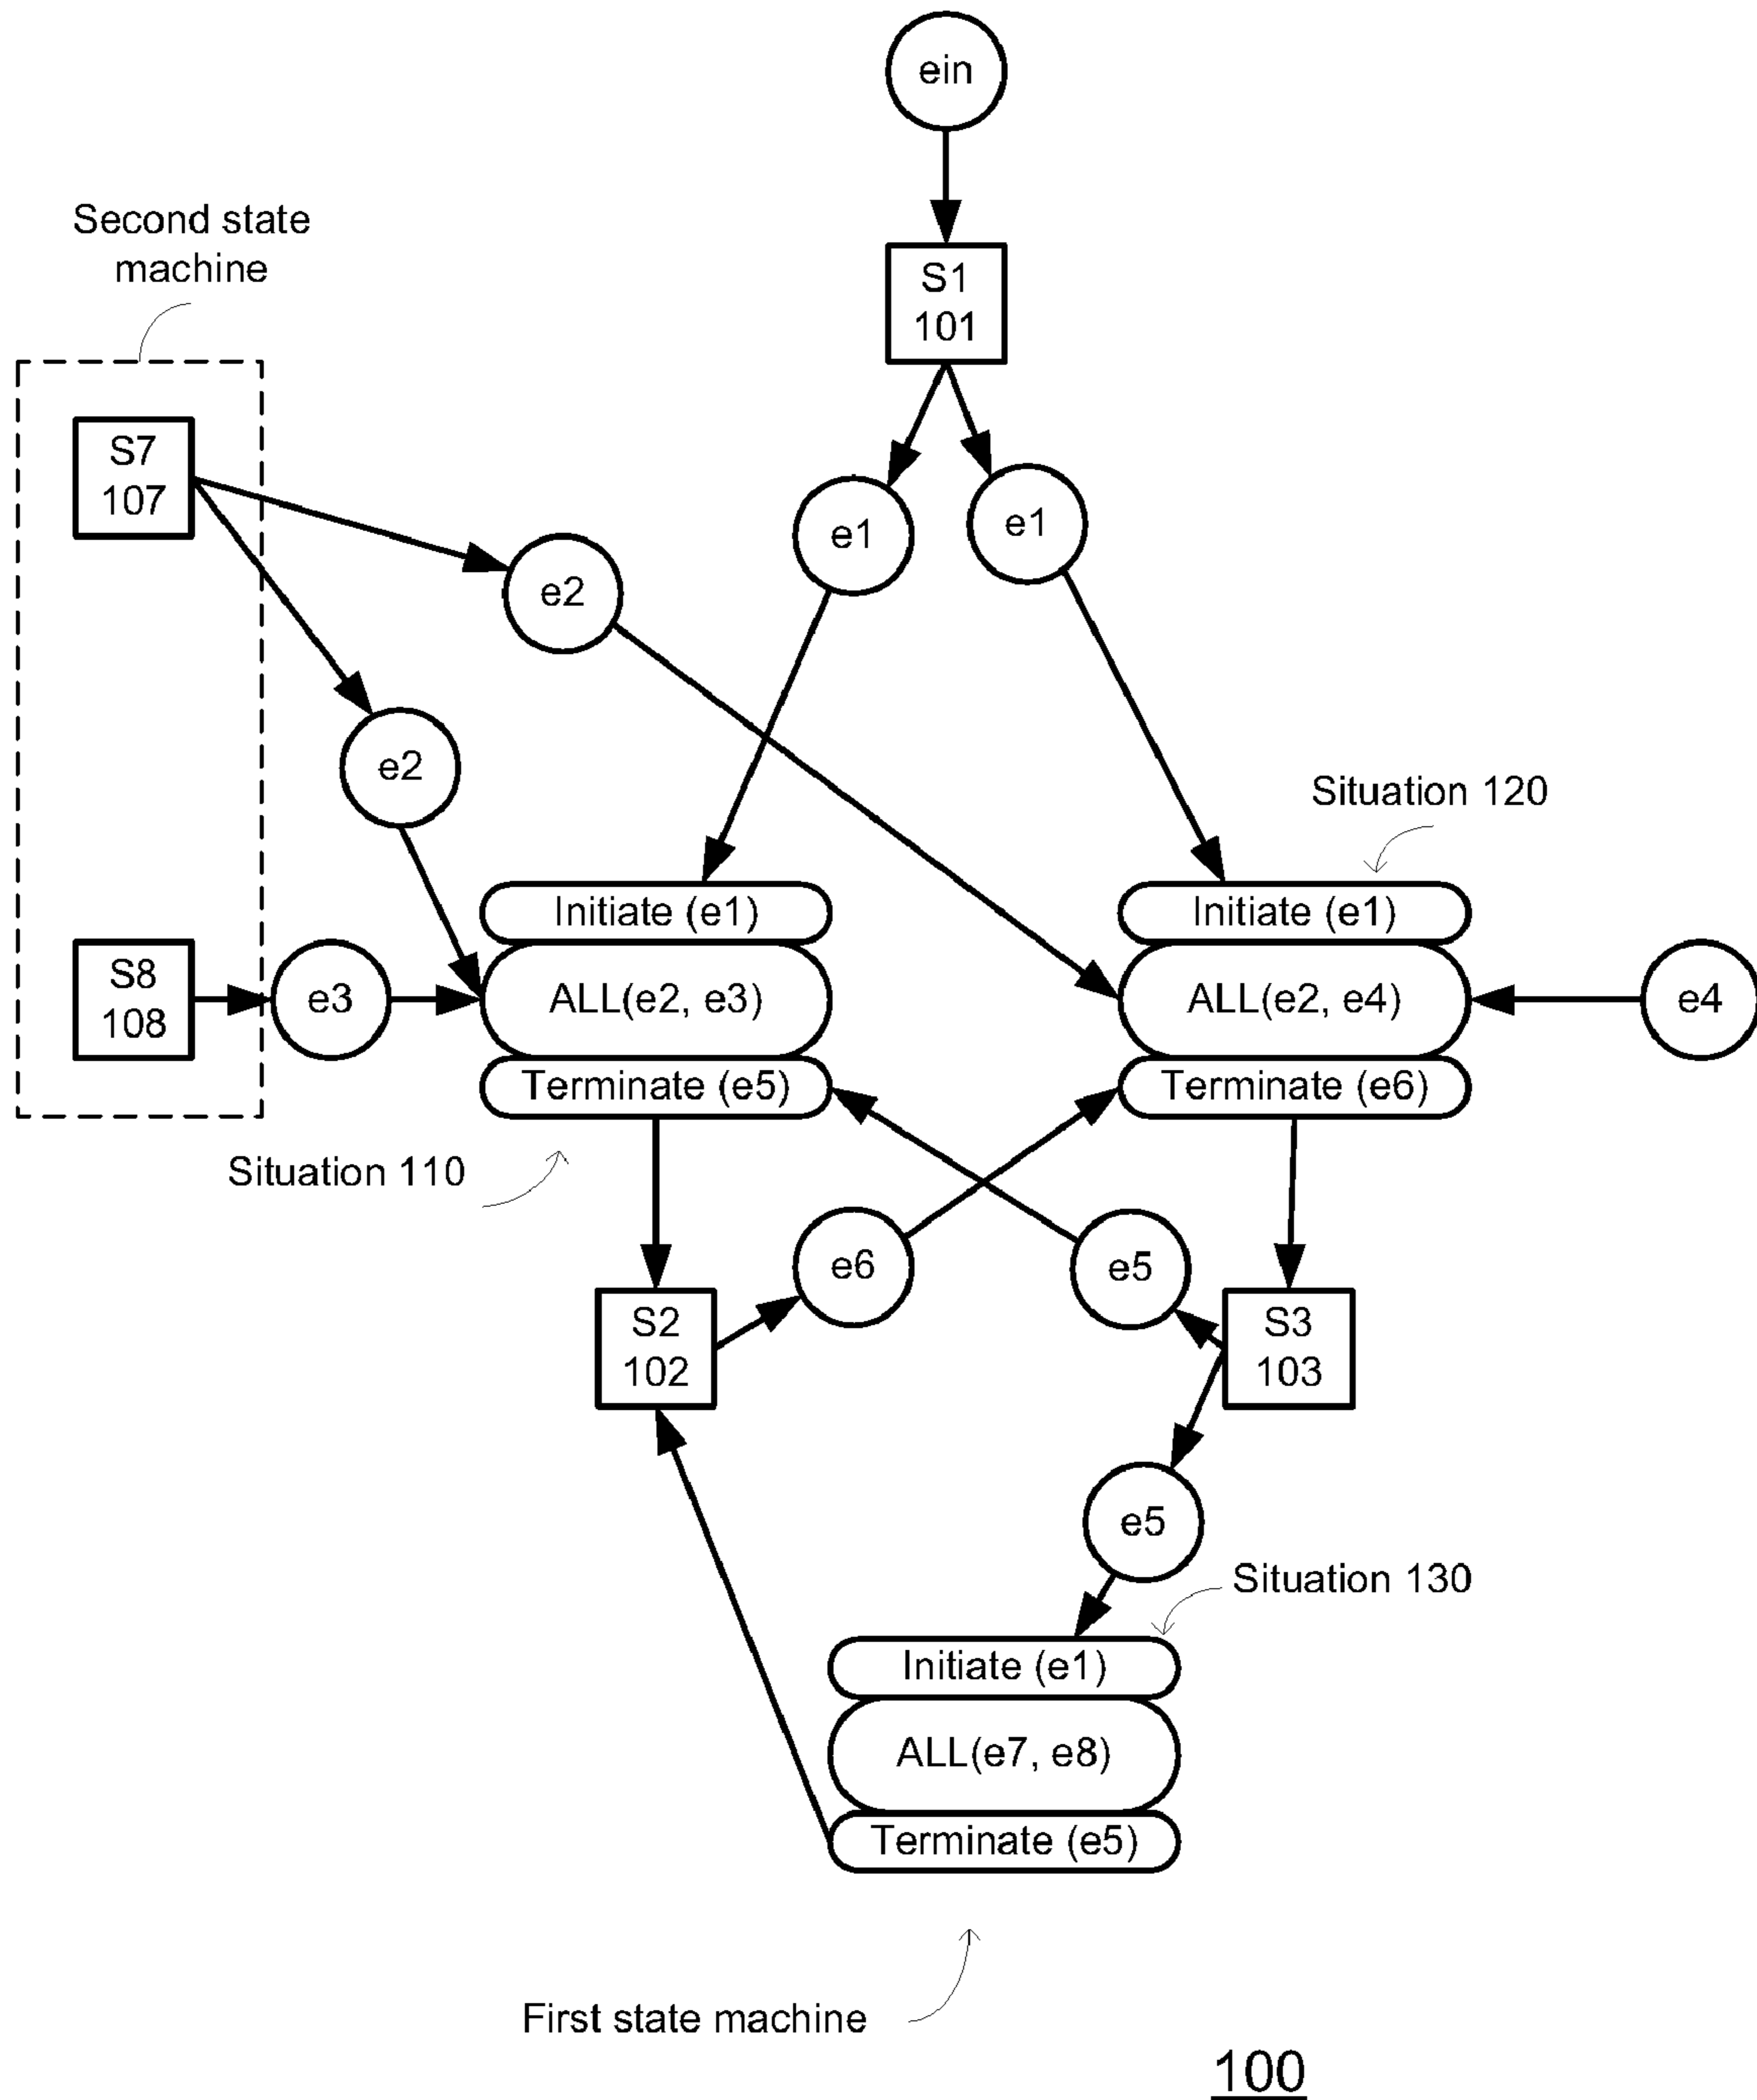 ein
Second state
machine
S1
101
S7
107
e1
e1
e2
e2
Situation 120
Initiate (e1)
Initiate (e1)
S8
108
e3
ALL(e2, e3)
ALL(e2, e4)
e4
Terminate (e5)
Terminate (e6)
Situation 110
e6
e5
S2
102
S3
103
e5
Situation 130
Initiate (e1)
ALL(e7, e8)
Terminate (e5)
First state machine
100